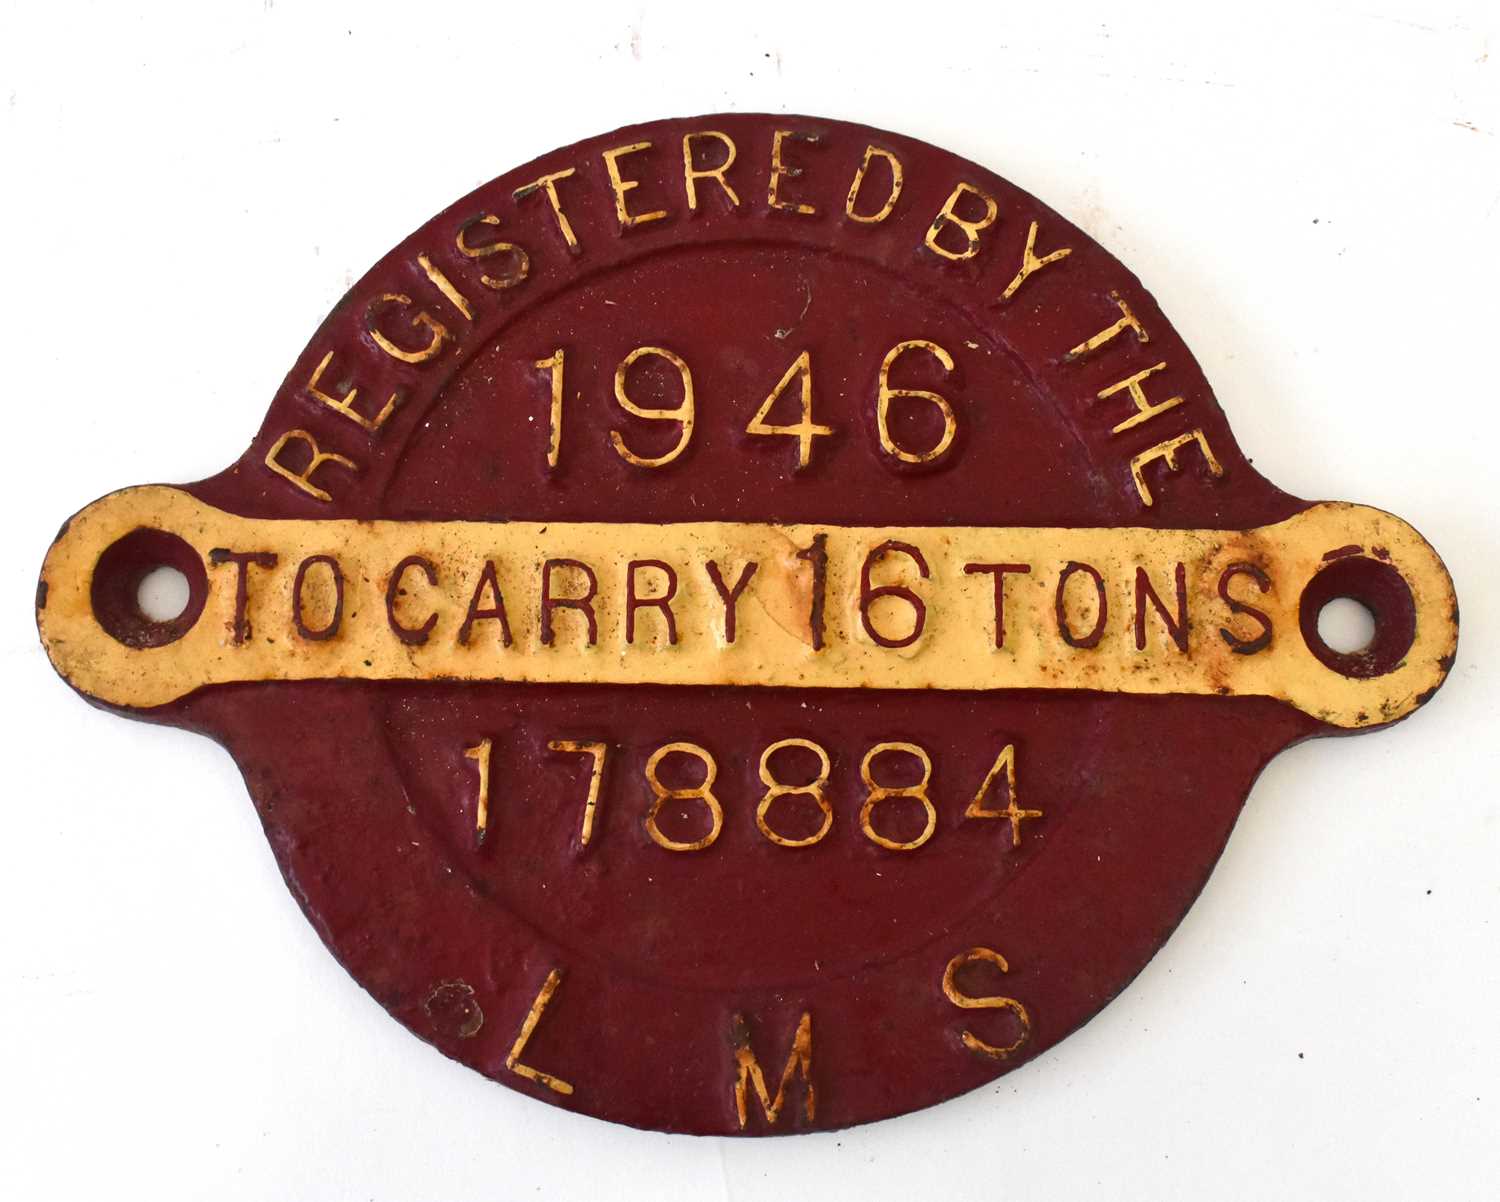 REGISTERED BY THE
1946
TO CARRY 16 TONS
178884
L M S